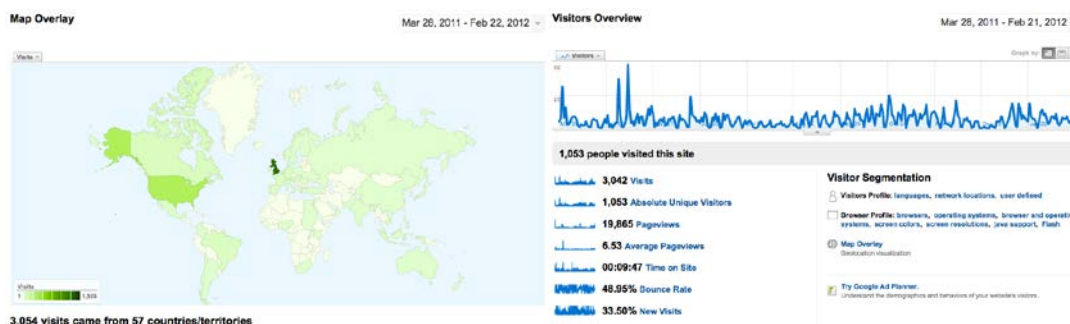 Map Overlay
Mar 28, 2011 - Feb 22, 2012
Visits
Visits
1
3,054 visits came from 57 countries/territories
Visitors Overview
Mar 28, 2011 - Feb 21, 2012
Visitors
Graph by:
1,053 people visited this site
3,042 Visits
1,053 Absolute Unique Visitors
19,865 Pageviews
6.53 Average Pageviews
00:09:47 Time on Site
48.95% Bounce Rate
33.50% New Visits
Visitor Segmentation
Visitors Profile: languages, network locations, user defined
Browser Profile: browsers, operating systems, browser and operati
systems, screen colors, screen resolutions, java support, Flash
Map Overlay
Geolocation visualization
Try Google Ad Planner.
Understand the demographics and behaviors of your website's visitors.